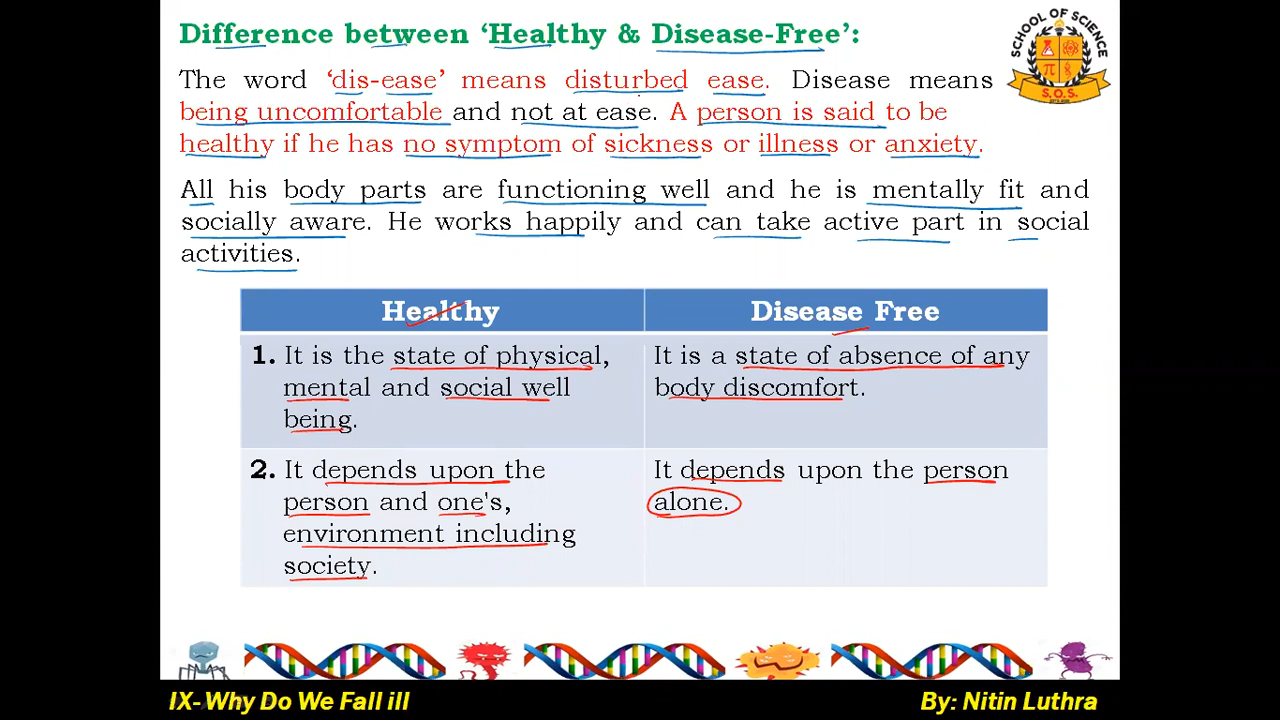 Difference between ‘Healthy & Disease-Free’:
SCHOOL OF SCIENCE
S.O.S.
The word ‘dis-ease’ means disturbed ease. Disease means
being uncomfortable and not at ease. A person is said to be
healthy if he has no symptom of sickness or illness or anxiety.
All his body parts are functioning well and he is mentally fit and
socially aware. He works happily and can take active part in social
activities.
Healthy
Disease Free
1. It is the state of physical,
mental and social well
being.
It is a state of absence of any
body discomfort.
2. It depends upon the
person and one's,
environment including
society.
It depends upon the person
alone.
IX-Why Do We Fall ill
By: Nitin Luthra